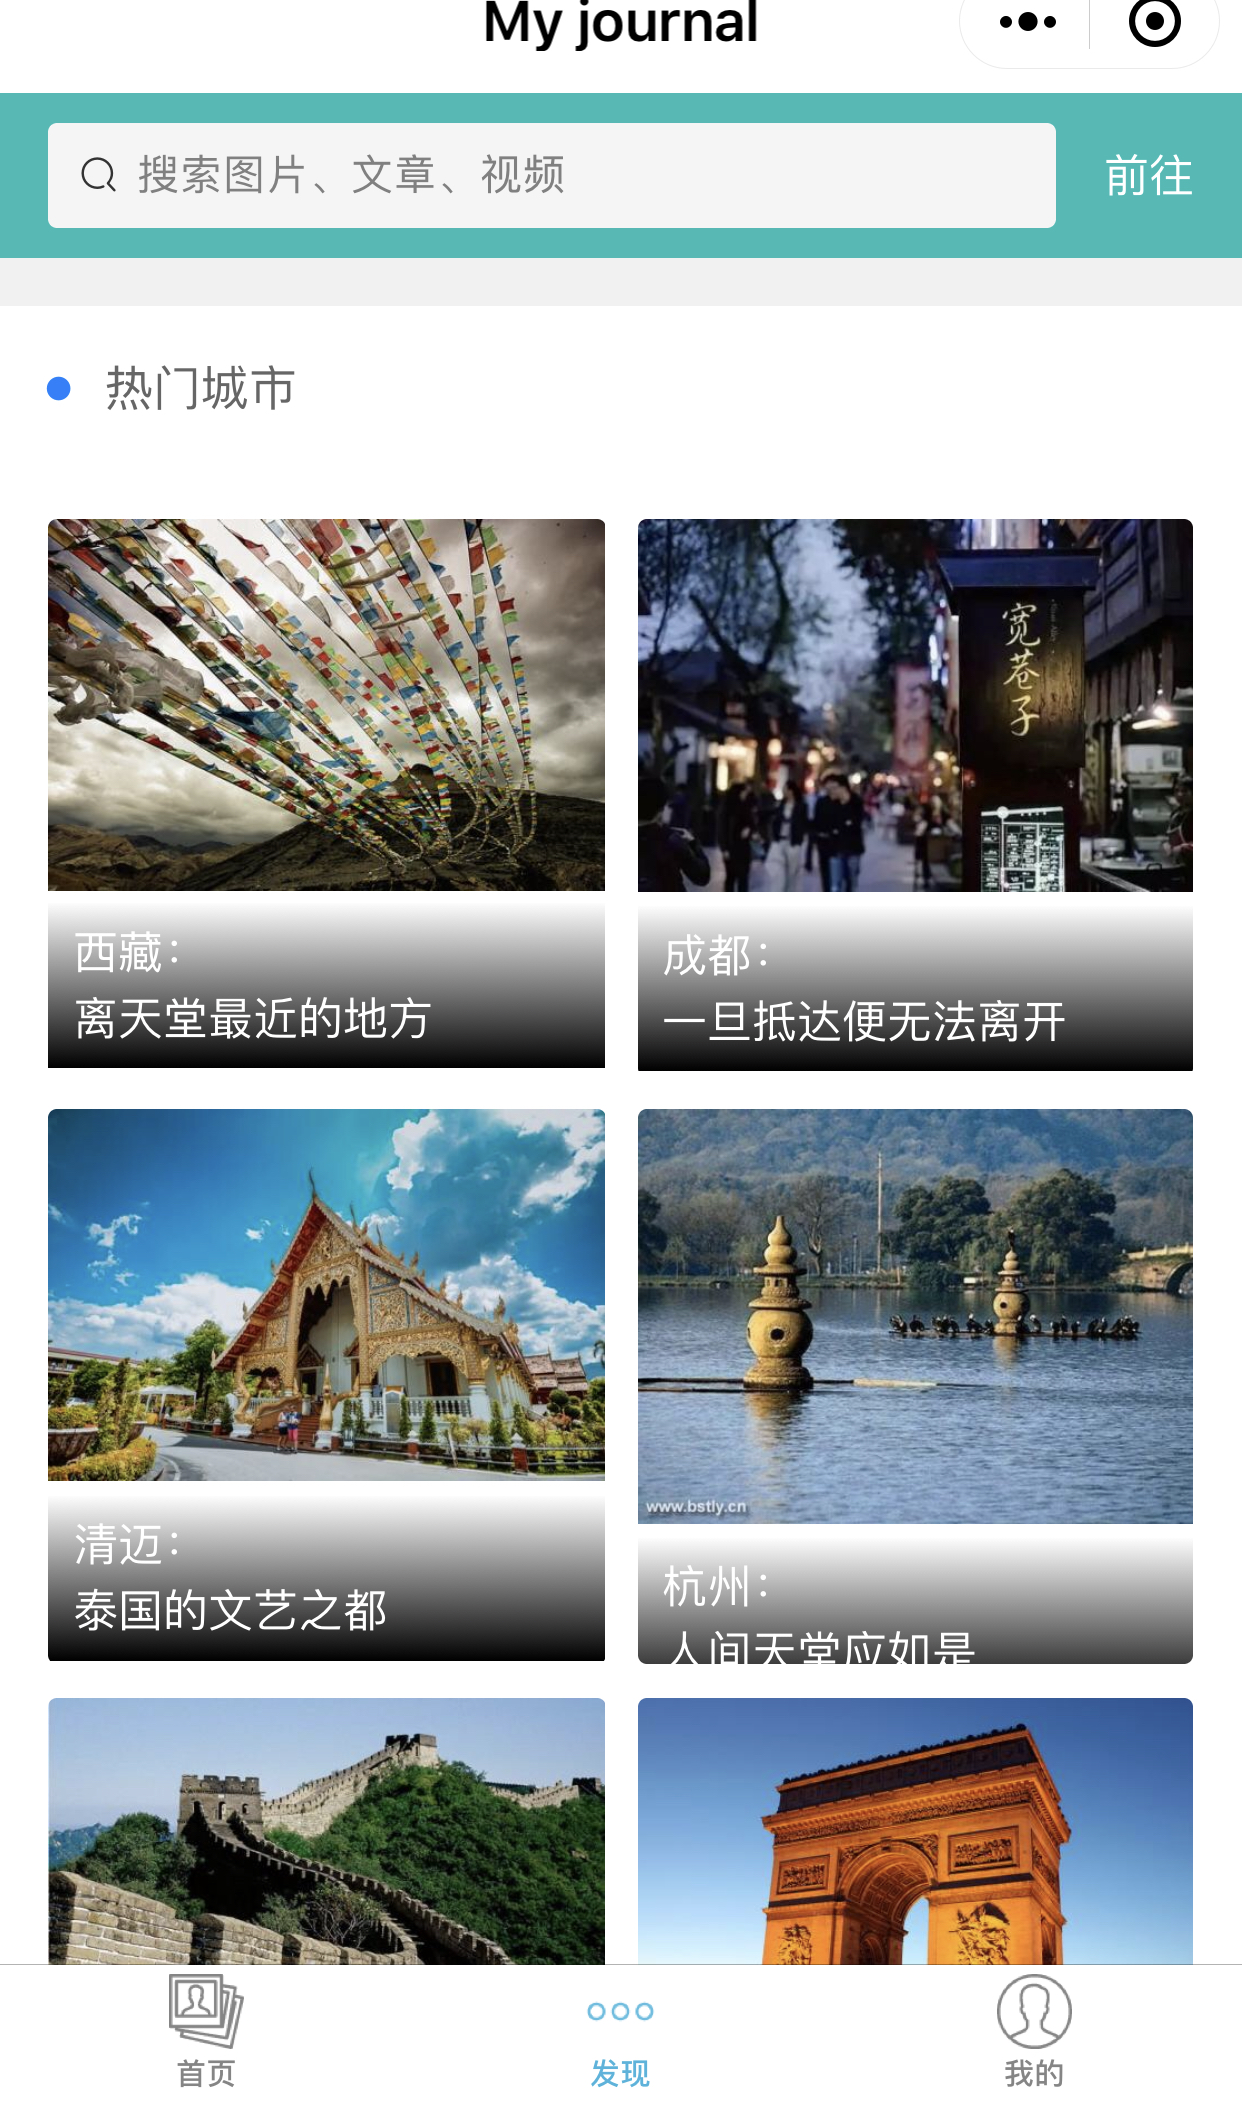 My journal
搜索图片、文章、视频
前往
热门城市
宽巷子
西藏：
离天堂最近的地方
成都：
一旦抵达便无法离开
www.bstly.cn
清迈：
泰国的文艺之都
杭州：
人间天堂应如是
首页
发现
我的